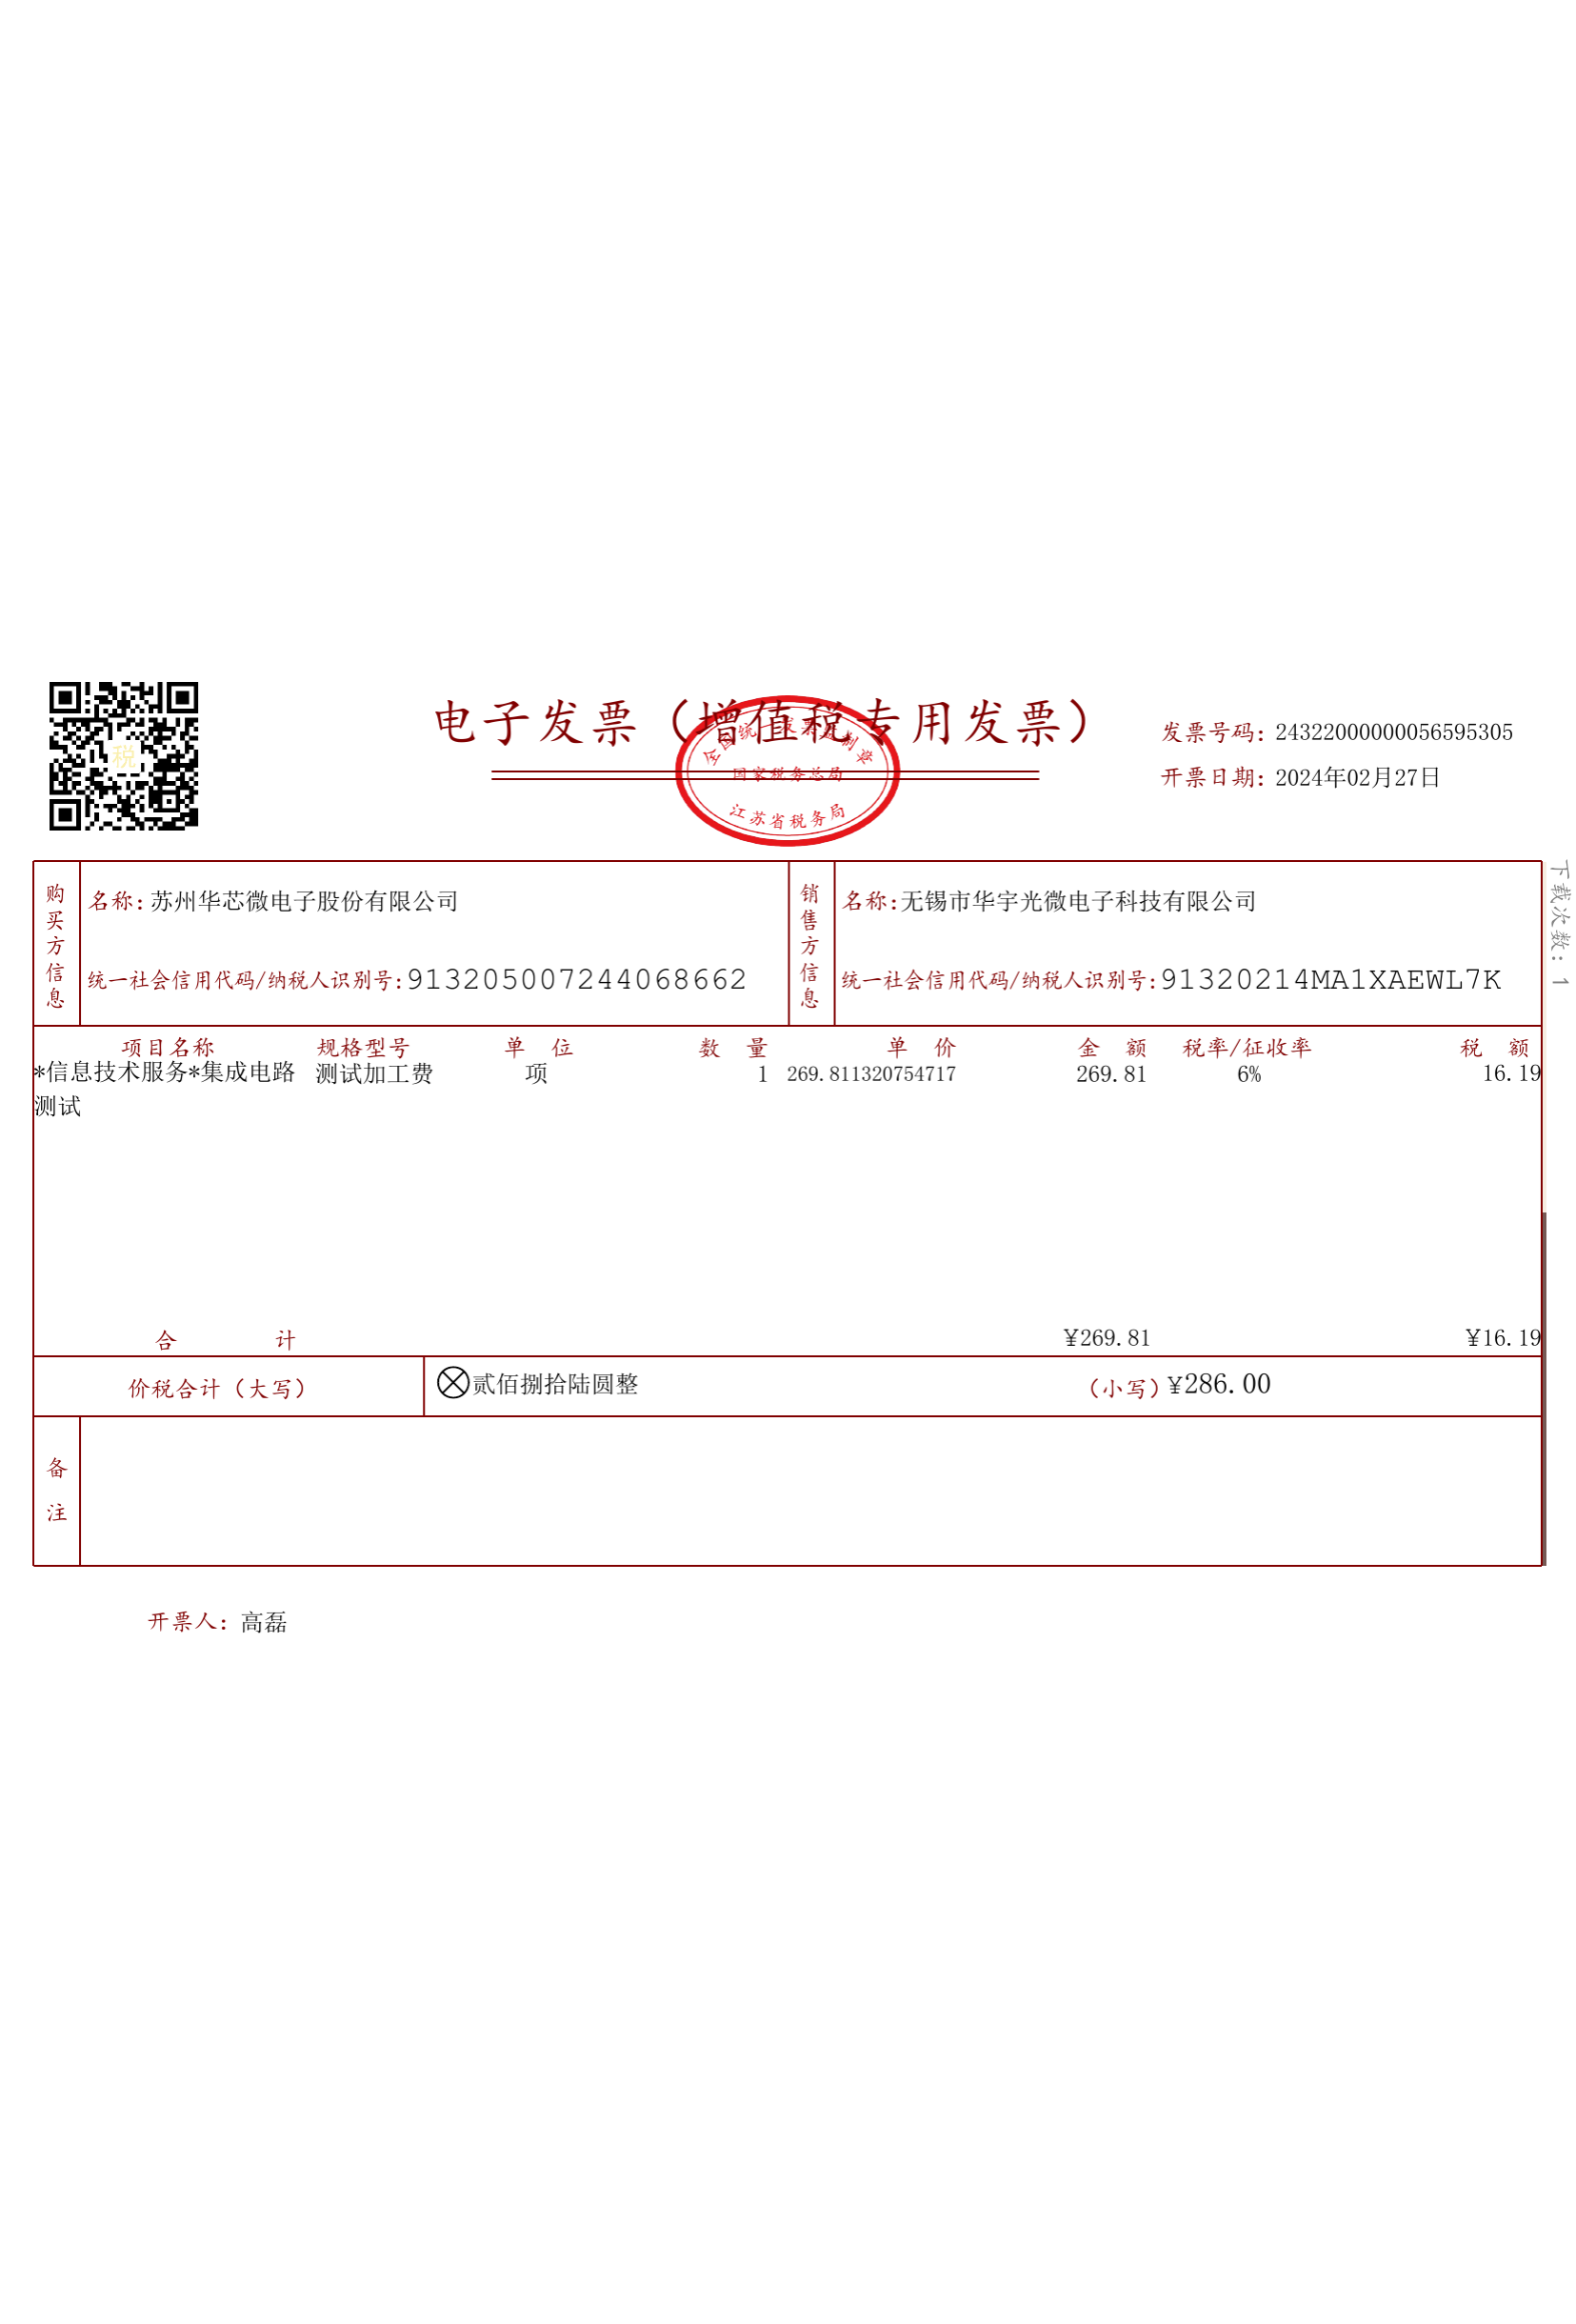 电子发票（增值税专用发票）
全国统一发票监制章
国家税务总局
江苏省税务局
税
发票号码：24322000000056595305
开票日期：2024年02月27日
购买方信息
名称：苏州华芯微电子股份有限公司
统一社会信用代码/纳税人识别号：913205007244068662
销售方信息
名称：无锡市华宇光微电子科技有限公司
统一社会信用代码/纳税人识别号：91320214MA1XAEWL7K
下载次数：1
项目名称 规格型号 单 位 数 量 单 价 金 额 税率/征收率 税 额
*信息技术服务*集成电路 测试加工费 项 1 269.811320754717 269.81 6% 16.19
测试
合 计 ¥269.81 ¥16.19
价税合计（大写） ⊗贰佰捌拾陆圆整 （小写）¥286.00
备注
开票人：高磊